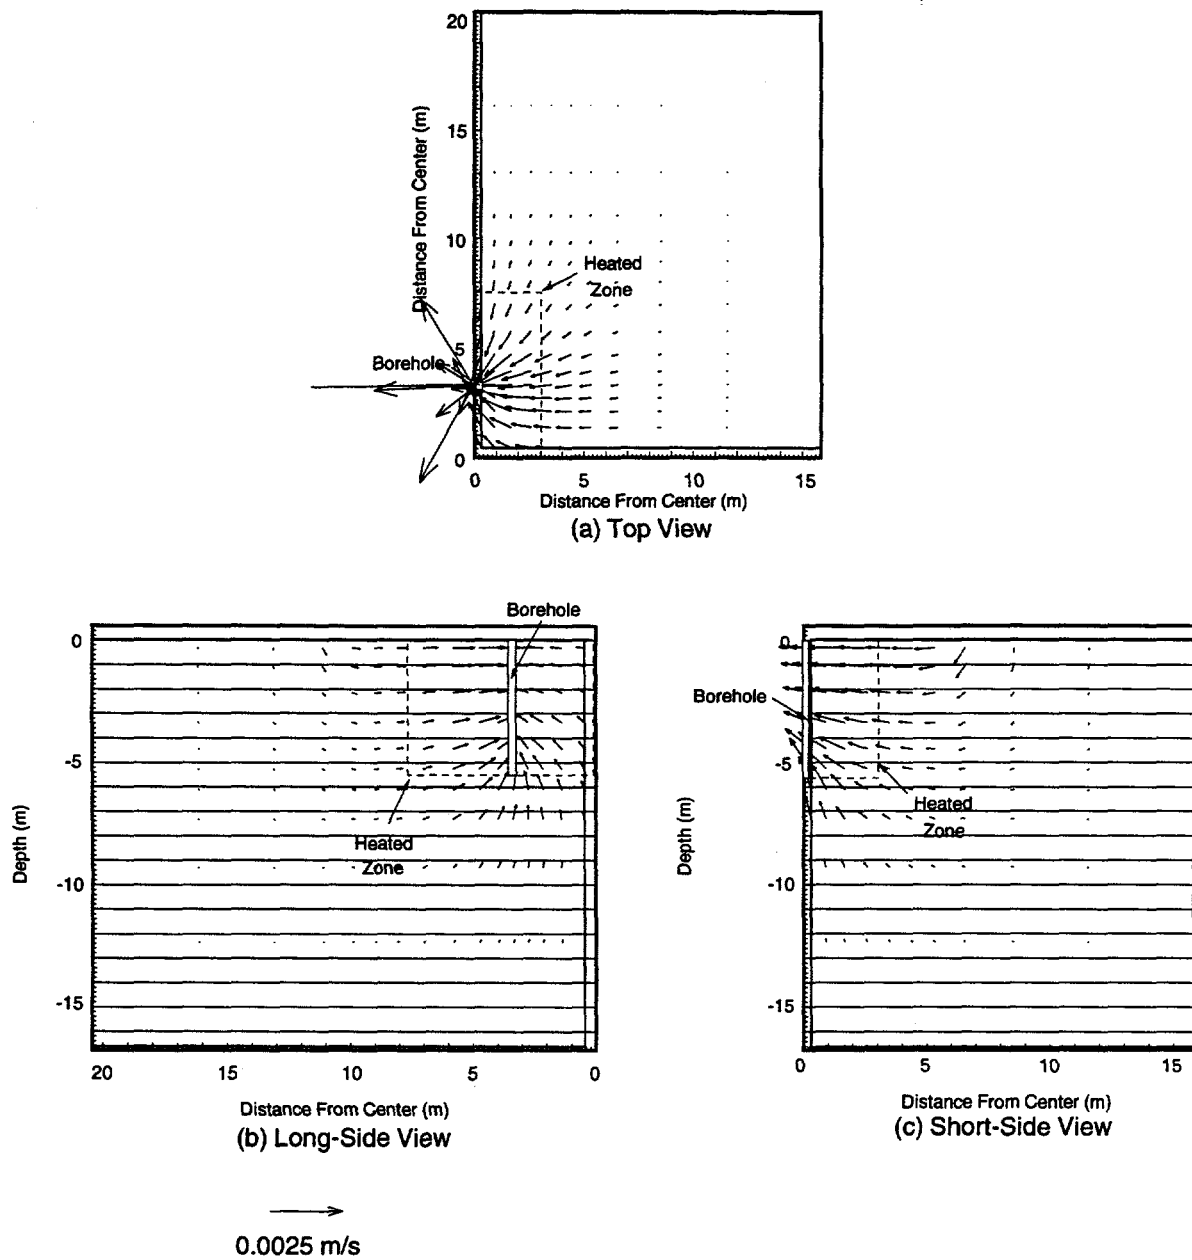 20
15
10
5
0
Distance From Center (m)
Heated
Zone
Borehole
0 5 10 15
Distance From Center (m)
(a) Top View
Borehole
0
-5
-10
-15
Depth (m)
Heated
Zone
20 15 10 5 0
Distance From Center (m)
(b) Long-Side View
0
-5
-10
-15
Depth (m)
Borehole
Heated
Zone
0 5 10 15
Distance From Center (m)
(c) Short-Side View
0.0025 m/s